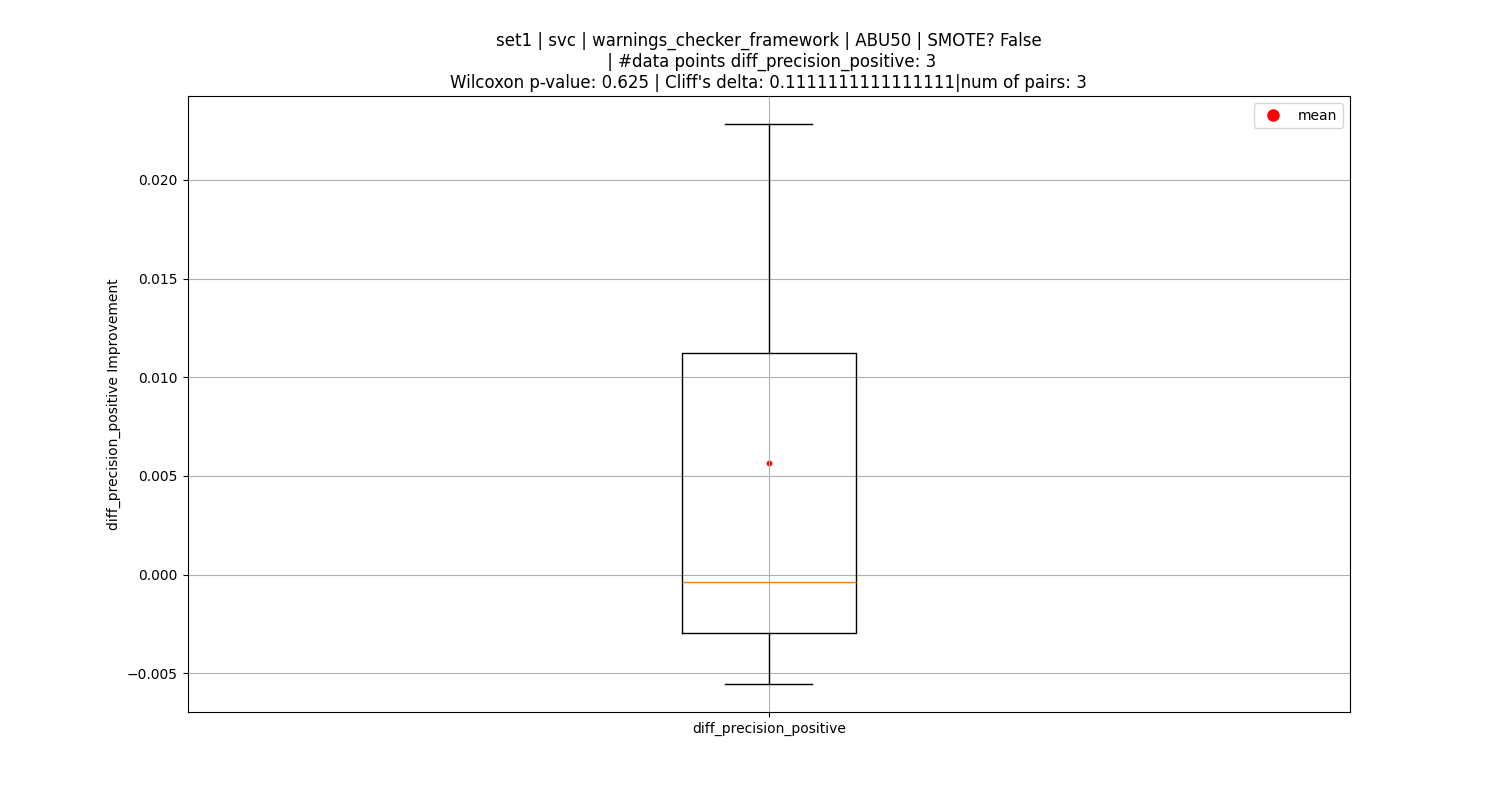 set1 | svc | warnings_checker_framework | ABU50 | SMOTE? False
| #data points diff_precision_positive: 3
Wilcoxon p-value: 0.625 | Cliff's delta: 0.1111111111111111|num of pairs: 3
mean
0.020
0.015
0.010
0.005
0.000
−0.005
diff_precision_positive Improvement
diff_precision_positive